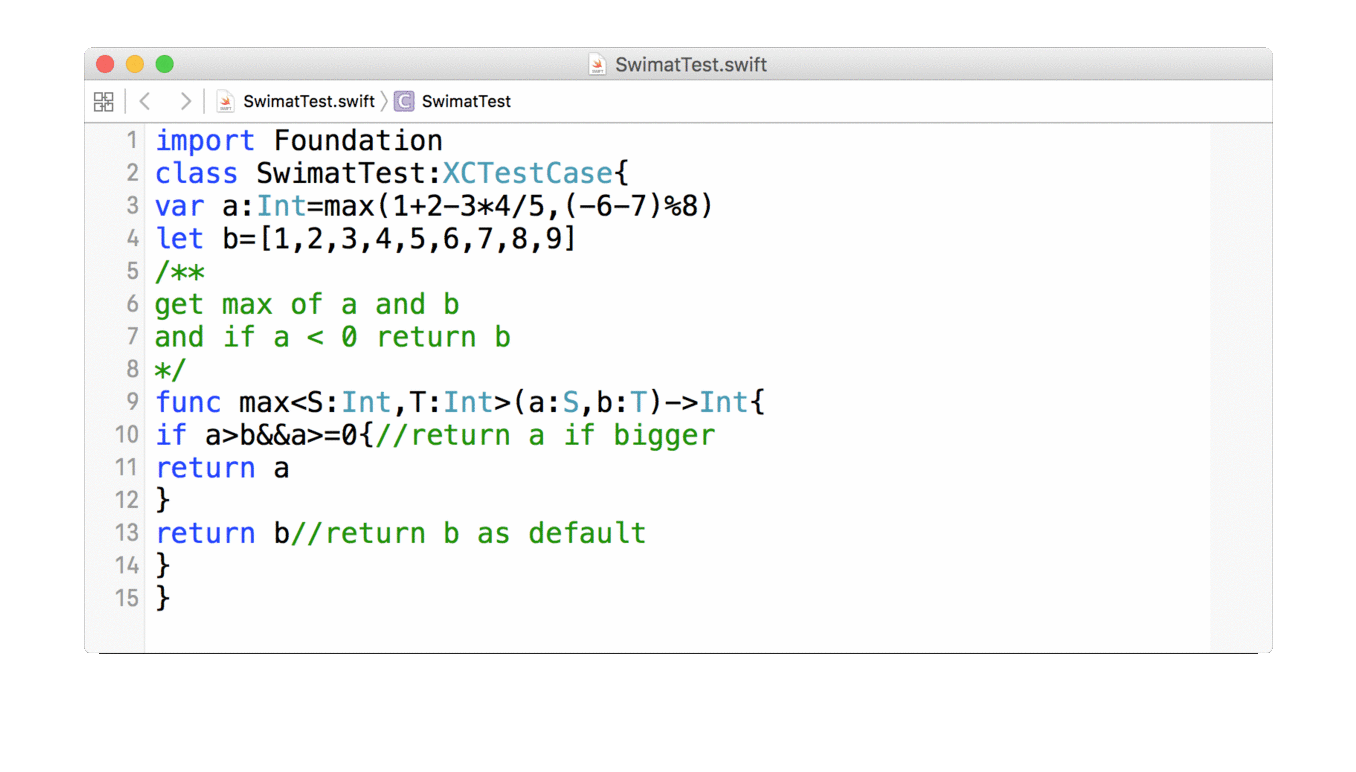 SwimatTest.swift
SwimatTest.swift SwimatTest
1 import Foundation
2 class SwimatTest:XCTestCase{
3 var a:Int=max(1+2-3*4/5,(-6-7)%8)
4 let b=[1,2,3,4,5,6,7,8,9]
5 /**
6 get max of a and b
7 and if a < 0 return b
8 */
9 func max<S:Int,T:Int>(a:S,b:T)->Int{
10 if a>b&&a>=0{//return a if bigger
11 return a
12 }
13 return b//return b as default
14 }
15 }